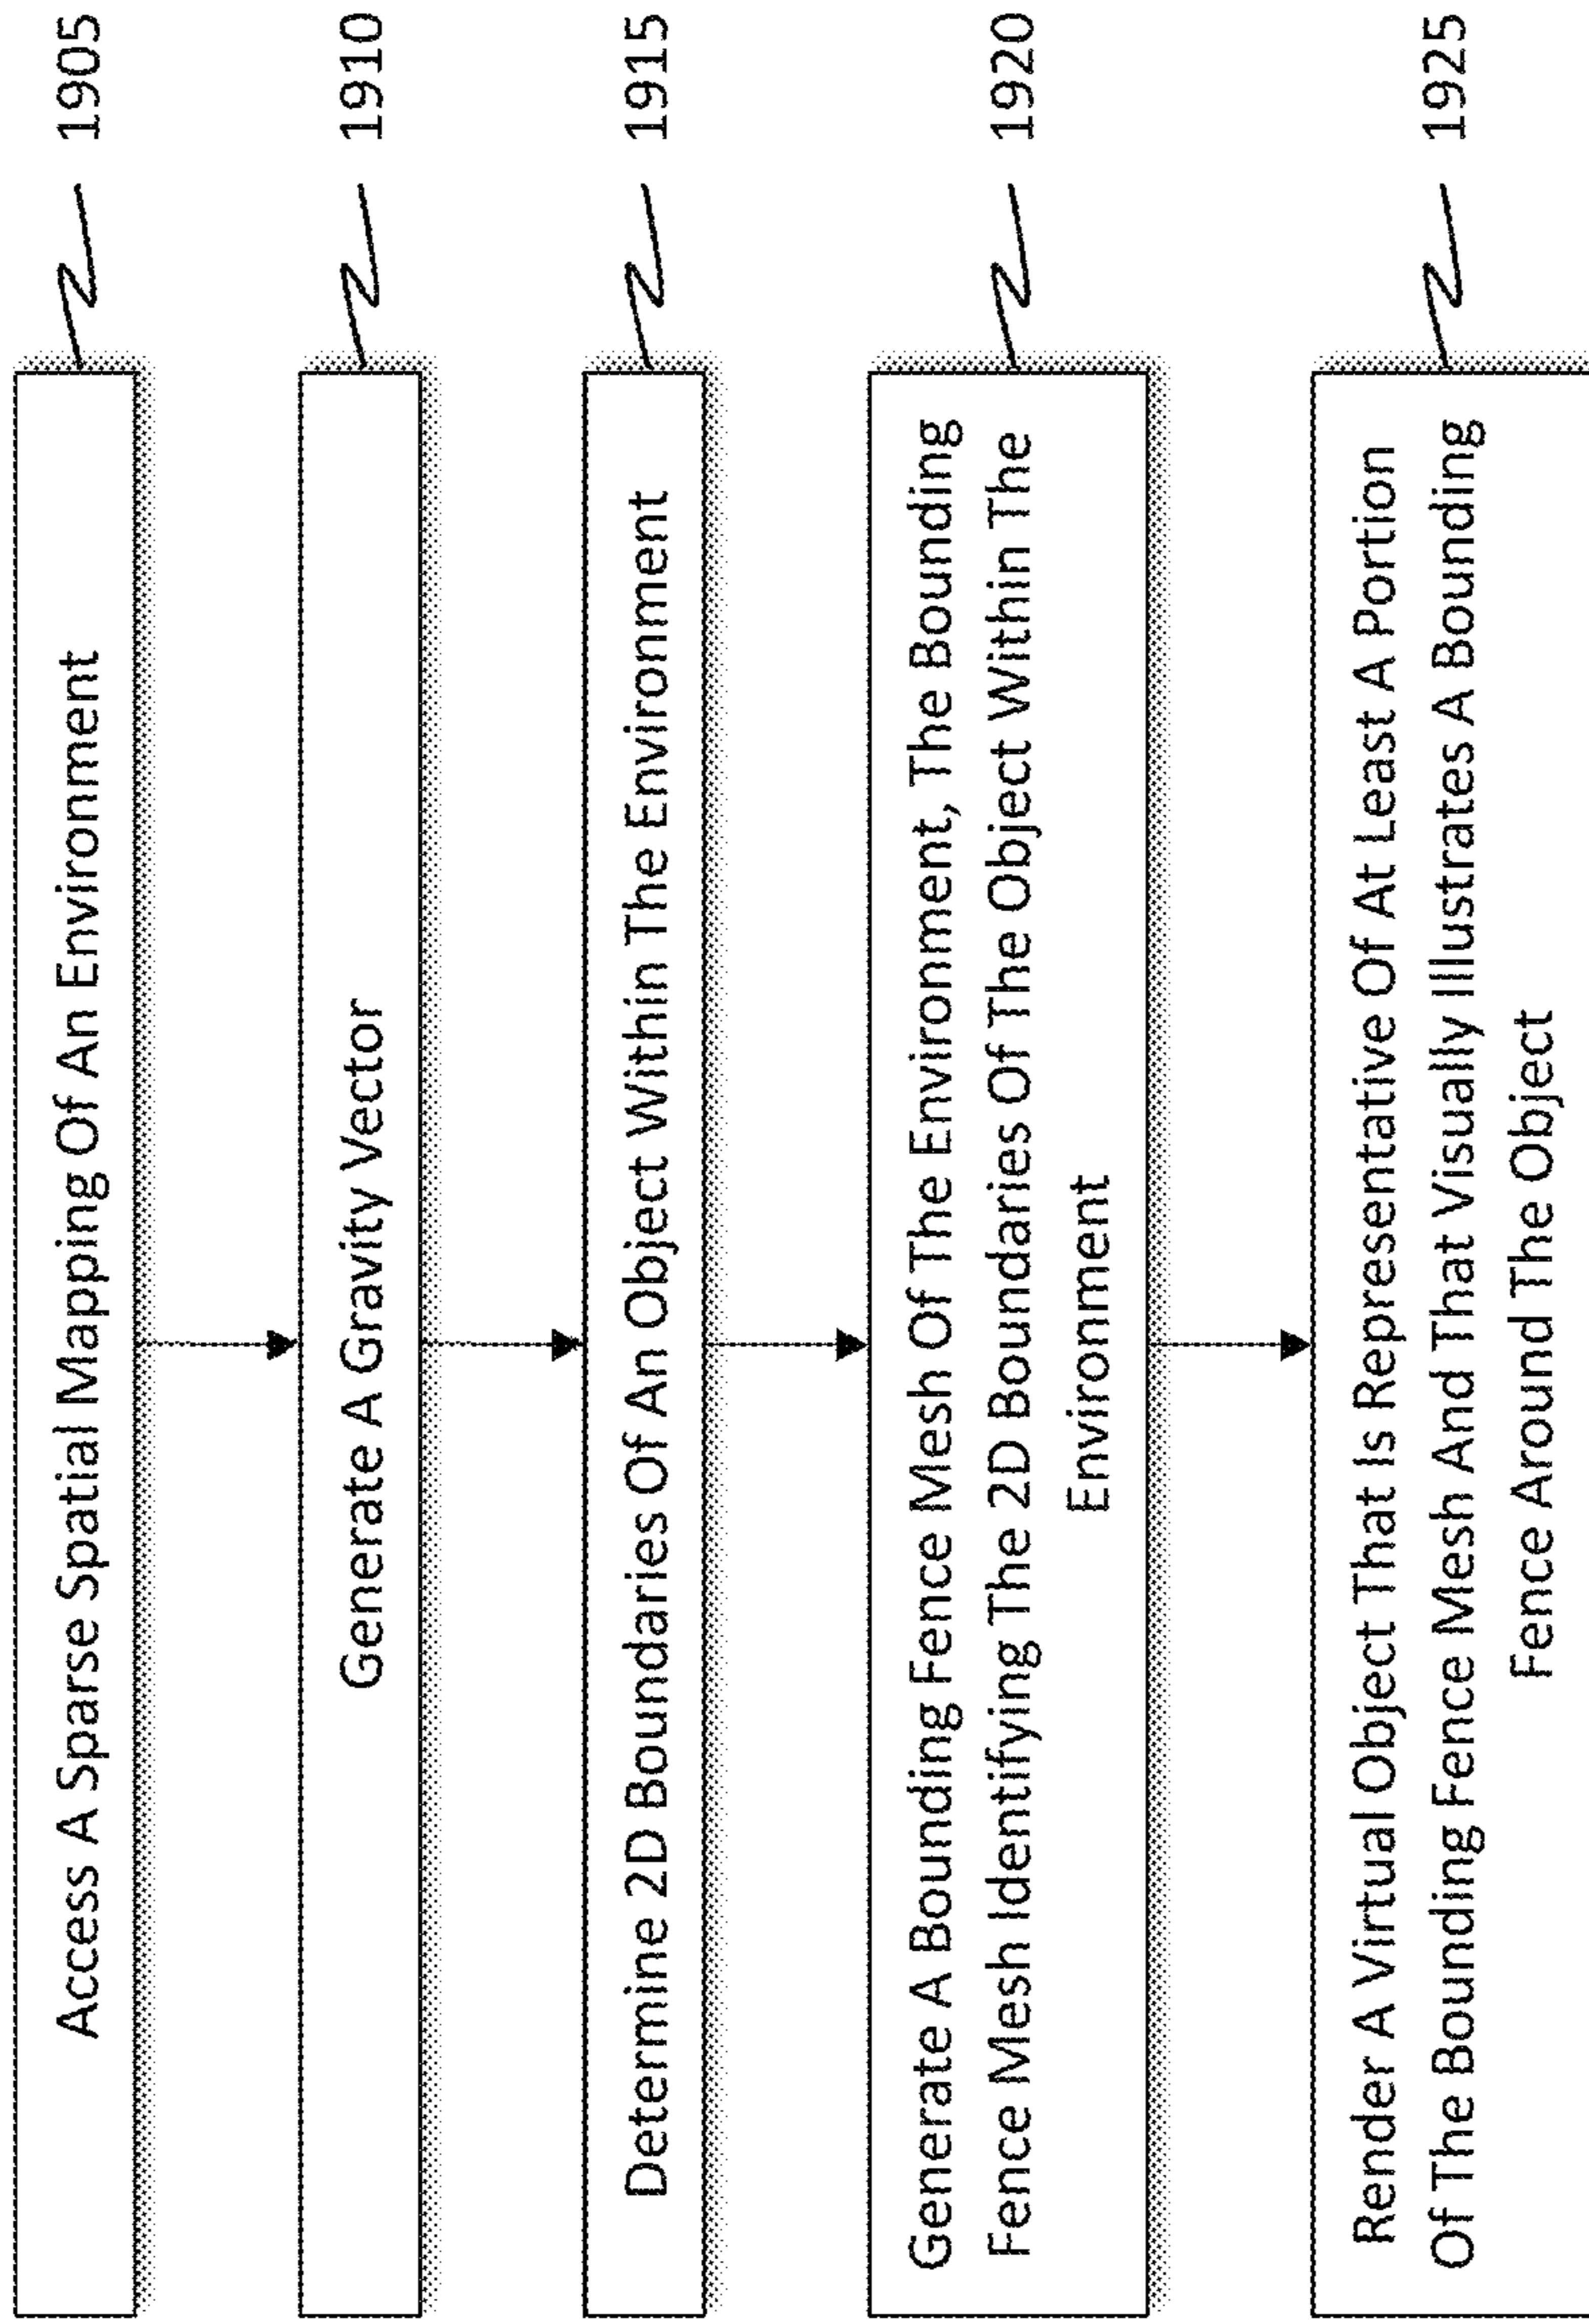 Access A Sparse Spatial Mapping Of An Environment
1905
Generate A Gravity Vector
1910
Determine 2D Boundaries Of An Object Within The Environment
1915
Generate A Bounding Fence Mesh Of The Environment, The Bounding
Fence Mesh Identifying The 2D Boundaries Of The Object Within The
Environment
1920
Render A Virtual Object That Is Representative Of At Least A Portion
Of The Bounding Fence Mesh And That Visually Illustrates A Bounding
Fence Around The Object
1925